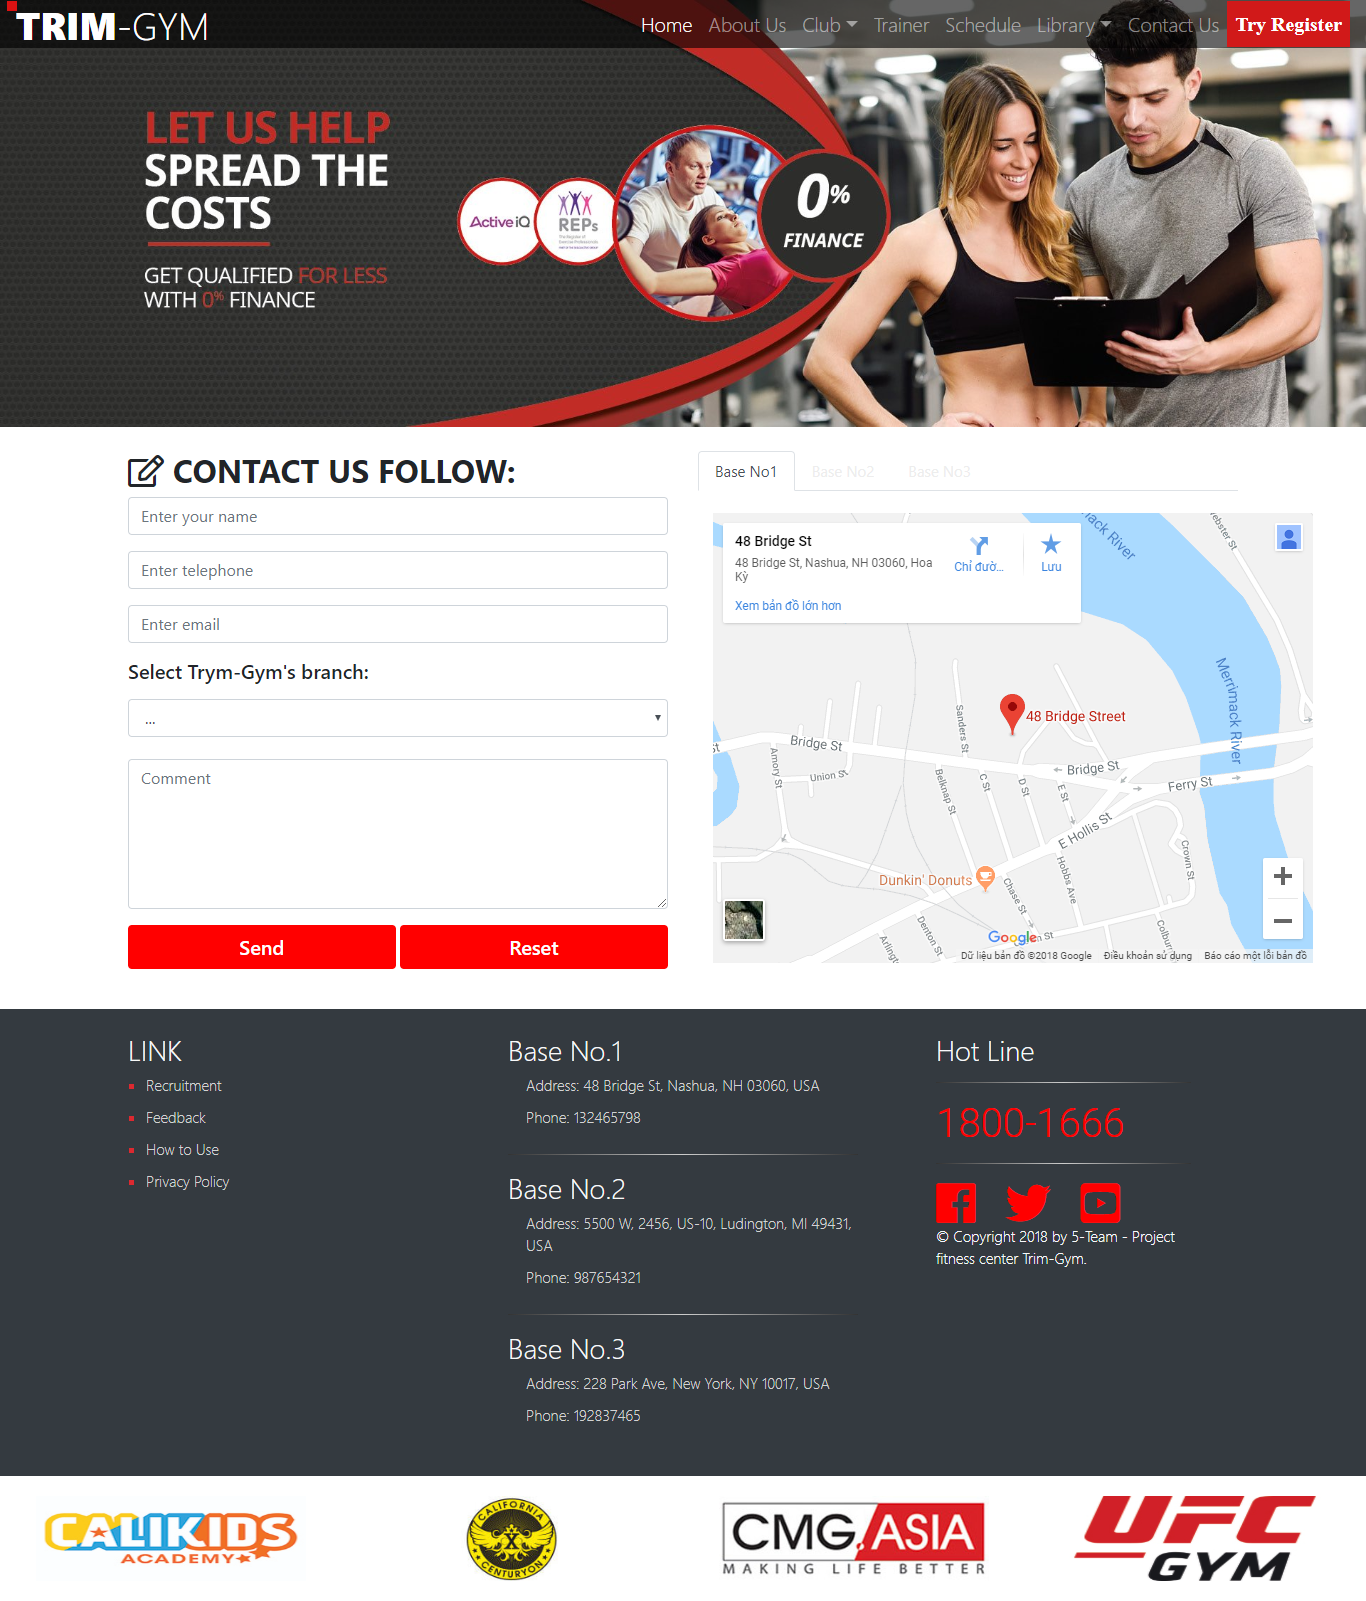 TRIM-GYM
Home About Us Club Trainer Schedule Library Contact Us Try Register
LET US HELP
SPREAD THE
COSTS
GET QUALIFIED FOR LESS
WITH 0% FINANCE
Active iQ
REPs
0%
FINANCE
CONTACT US FOLLOW:
Enter your name
Enter telephone
Enter email
Select Trym-Gym's branch:
...
Comment
Send Reset
Base No1 Base No2 Base No3
48 Bridge St
48 Bridge St, Nashua, NH 03060, Hoa
Kỳ
Xem bản đồ lớn hơn
Chỉ đườ...
Lưu
Merrimack River
48 Bridge Street
Bridge St
Bridge St
Ferry St
Union St
Amory St
Sanders St
Belknap St
C St
D St
E St
E Hollis St
Hobbs Ave
Crown St
Chase St
Denton St
Dunkin' Donuts
Google
Dữ liệu bản đồ ©2018 Google Điều khoản sử dụng Báo cáo một lỗi bản đồ
LINK
Recruitment
Feedback
How to Use
Privacy Policy
Base No.1
Address: 48 Bridge St, Nashua, NH 03060, USA
Phone: 132465798
Base No.2
Address: 5500 W, 2456, US-10, Ludington, MI 49431,
USA
Phone: 987654321
Base No.3
Address: 228 Park Ave, New York, NY 10017, USA
Phone: 192837465
Hot Line
1800-1666
© Copyright 2018 by 5-Team - Project
fitness center Trim-Gym.
CALIKIDS
ACADEMY
CALIFORNIA
CENTURYON
CMG.ASIA
MAKING LIFE BETTER
UFC
GYM